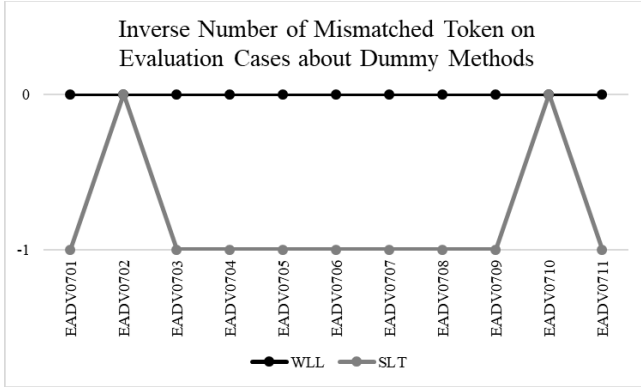 Inverse Number of Mismatched Token on
Evaluation Cases about Dummy Methods
0
-1
EADV0701
EADV0702
EADV0703
EADV0704
EADV0705
EADV0706
EADV0707
EADV0708
EADV0709
EADV0710
EADV0711
WLL SLT